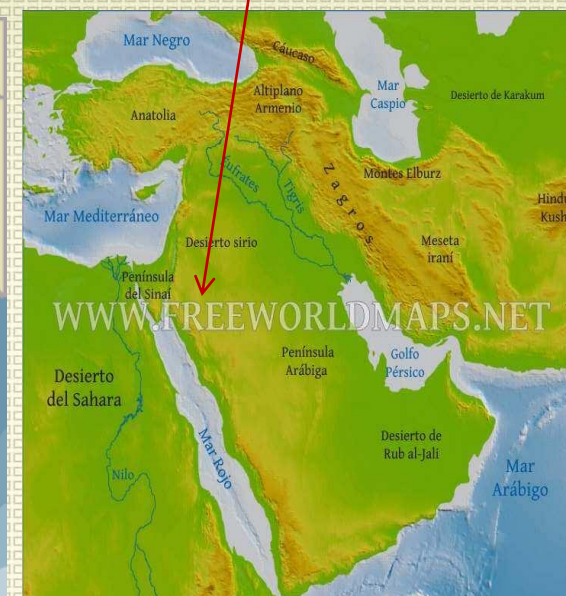 Mar Negro
Cáucaso
Mar
Caspio
Desierto de Karakum
Altiplano
Armenio
Anatolia
Éufrates
Tigris
Zagros
Montes Elburz
Hindu
Kush
Mar Mediterráneo
Desierto sirio
Meseta
iraní
Península
del Sinaí
WWW.FREEWORLDMAPS.NET
Península
Arábiga
Golfo
Pérsico
Desierto
del Sahara
Mar Rojo
Desierto de
Rub al-Jali
Nilo
Mar
Arábigo